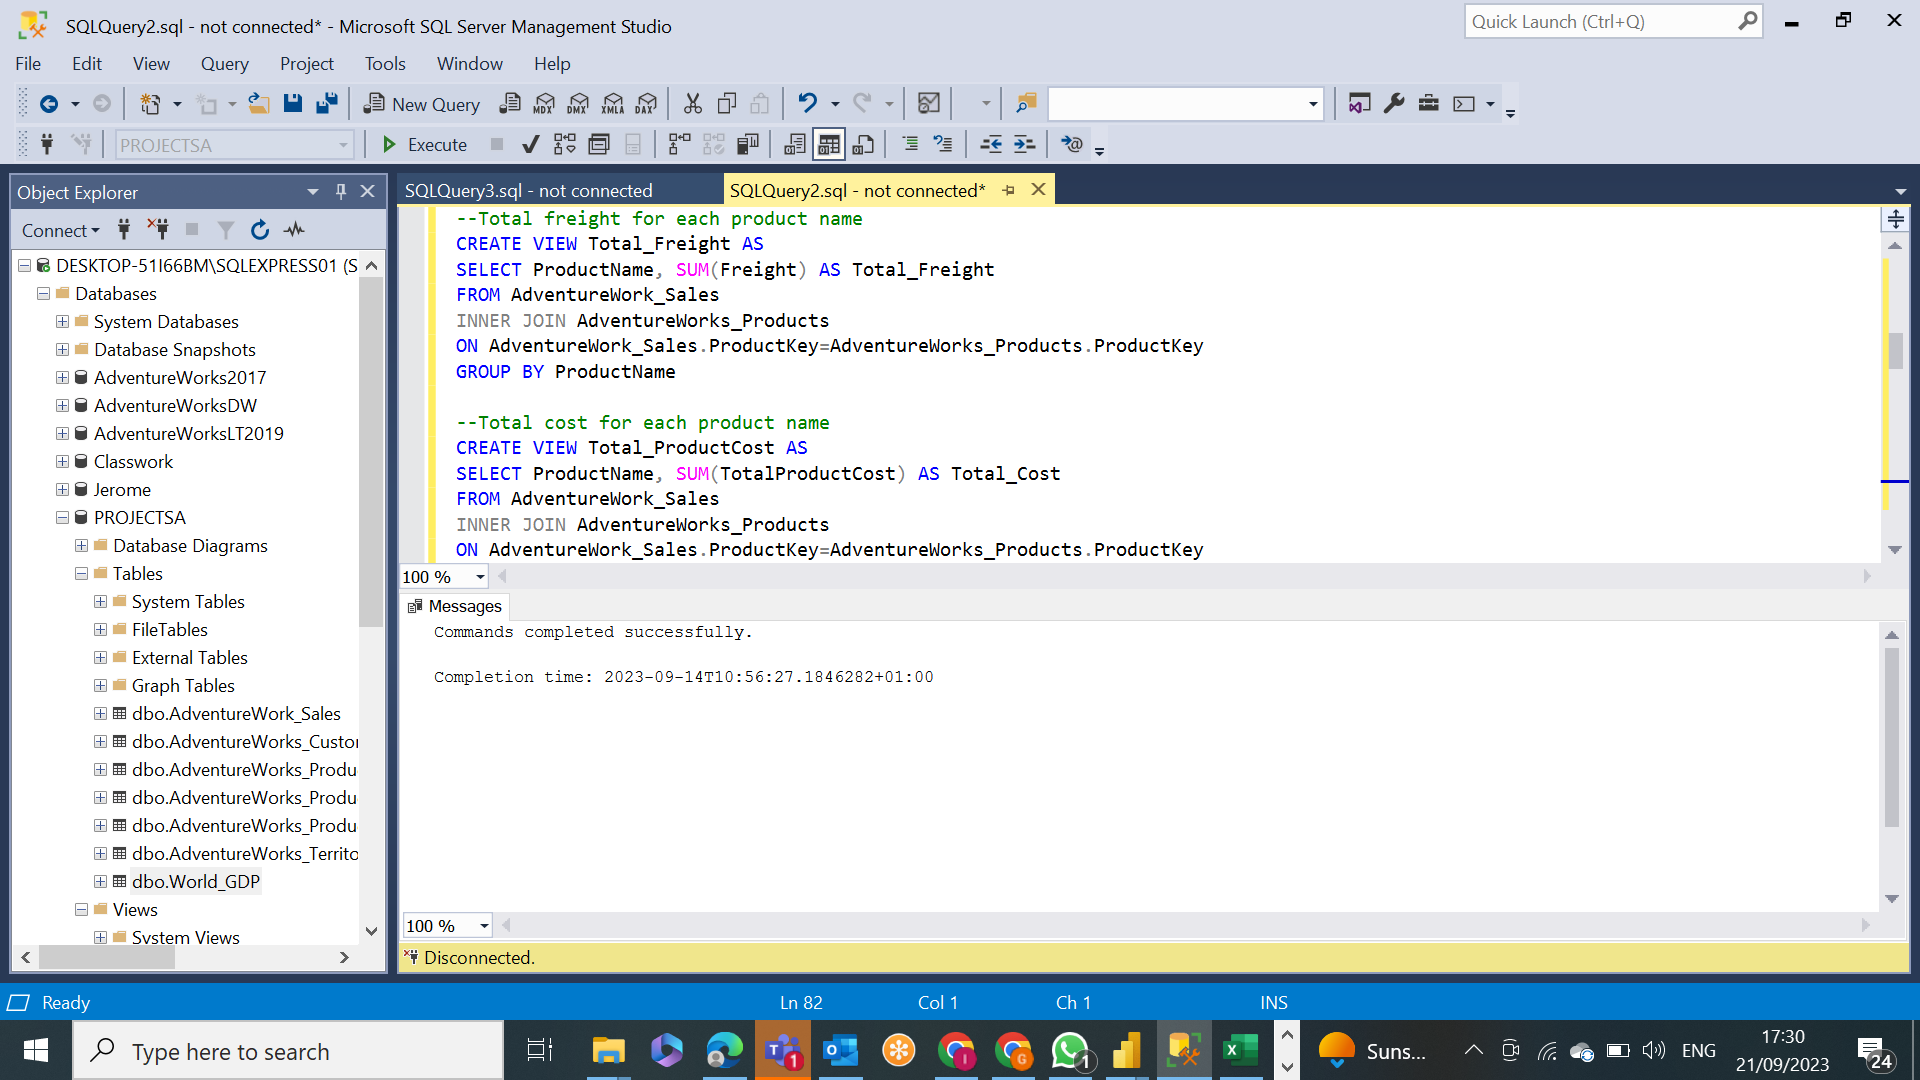 SQLQuery2.sql - not connected* - Microsoft SQL Server Management Studio
Quick Launch (Ctrl+Q)
File Edit View Query Project Tools Window Help
New Query MDX DMX XMLA DAX
PROJECTSA Execute
Object Explorer
Connect
DESKTOP-51I66BM\SQLEXPRESS01 (S
Databases
System Databases
Database Snapshots
AdventureWorks2017
AdventureWorksDW
AdventureWorksLT2019
Classwork
Jerome
PROJECTSA
Database Diagrams
Tables
System Tables
FileTables
External Tables
Graph Tables
dbo.AdventureWork_Sales
dbo.AdventureWorks_Custor
dbo.AdventureWorks_Produ
dbo.AdventureWorks_Produ
dbo.AdventureWorks_Produ
dbo.AdventureWorks_Territo
dbo.World_GDP
Views
System Views
SQLQuery3.sql - not connected
SQLQuery2.sql - not connected*
--Total freight for each product name
CREATE VIEW Total_Freight AS
SELECT ProductName, SUM(Freight) AS Total_Freight
FROM AdventureWork_Sales
INNER JOIN AdventureWorks_Products
ON AdventureWork_Sales.ProductKey=AdventureWorks_Products.ProductKey
GROUP BY ProductName
--Total cost for each product name
CREATE VIEW Total_ProductCost AS
SELECT ProductName, SUM(TotalProductCost) AS Total_Cost
FROM AdventureWork_Sales
INNER JOIN AdventureWorks_Products
ON AdventureWork_Sales.ProductKey=AdventureWorks_Products.ProductKey
100 %
Messages
Commands completed successfully.
Completion time: 2023-09-14T10:56:27.1846282+01:00
100 %
Disconnected.
Ready Ln 82 Col 1 Ch 1 INS
Type here to search
1
1
Suns...
ENG
17:30
21/09/2023
24